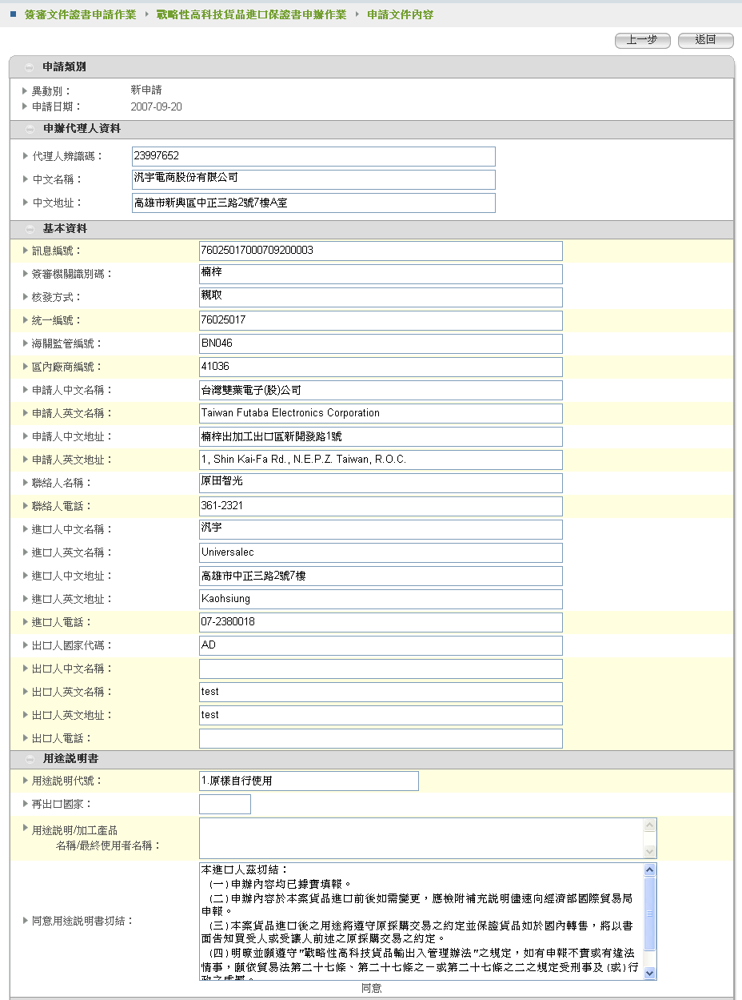 簽審文件證書申請作業 戰略性高科技貨品進口保證書申辦作業 申請文件內容
上一步 返回
申請類別
異動別： 新申請
申請日期： 2007-09-20
申辦代理人資料
代理人辨識碼： 23997652
中文名稱： 汎宇電商股份有限公司
中文地址： 高雄市新興區中正三路2號7樓A室
基本資料
訊息編號： 76025017000709200003
簽審機關識別碼： 楠梓
核發方式： 親取
統一編號： 76025017
海關監管編號： BN046
區內廠商編號： 41036
申請人中文名稱： 台灣雙葉電子(股)公司
申請人英文名稱： Taiwan Futaba Electronics Corporation
申請人中文地址： 楠梓出加工出口區新開發路1號
申請人英文地址： 1, Shin Kai-Fa Rd., N.E.P.Z. Taiwan, R.O.C.
聯絡人名稱： 原田智光
聯絡人電話： 361-2321
進口人中文名稱： 汎宇
進口人英文名稱： Universalec
進口人中文地址： 高雄市中正三路2號7樓
進口人英文地址： Kaohsiung
進口人電話： 07-2380018
出口人國家代碼： AD
出口人中文名稱：
出口人英文名稱： test
出口人英文地址： test
出口人電話：
用途說明書
用途說明代號： 1.原樣自行使用
再出口國家：
用途說明/加工產品
名稱/最終使用者名稱：
同意用途說明書切結：
本進口人茲切結：
(一)申辦內容均已據實填報。
(二)申辦內容於本案貨品進口前後如需變更，應檢附補充說明儘速向經濟部國際貿易局
申報。
(三)本案貨品進口後之用途將遵守原採購交易之約定並保證貨品如於國內轉售，將以書
面告知買受人或受讓人前述之原採購交易之約定。
(四)明瞭並願遵守"戰略性高科技貨品輸出入管理辦法"之規定，如有申報不實或有違法
情事，願依貿易法第二十七條、第二十七條之一或第二十七條之二之規定受刑事及(或)行
政之處罰。
同意